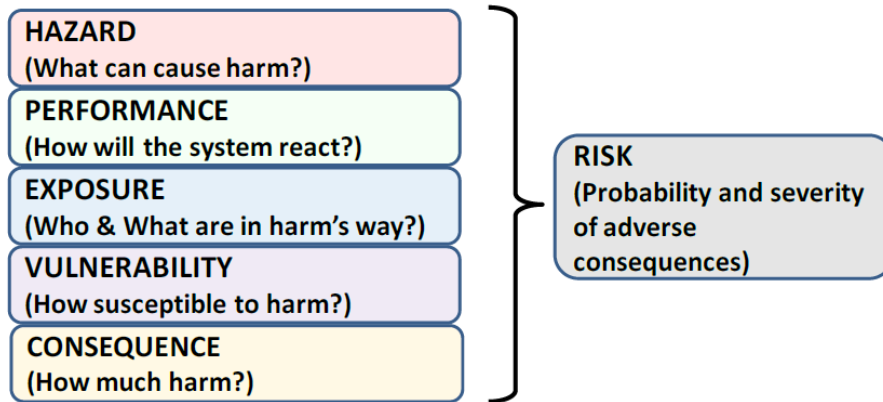 HAZARD
(What can cause harm?)
PERFORMANCE
(How will the system react?)
EXPOSURE
(Who & What are in harm’s way?)
VULNERABILITY
(How susceptible to harm?)
CONSEQUENCE
(How much harm?)
RISK
(Probability and severity
of adverse
consequences)